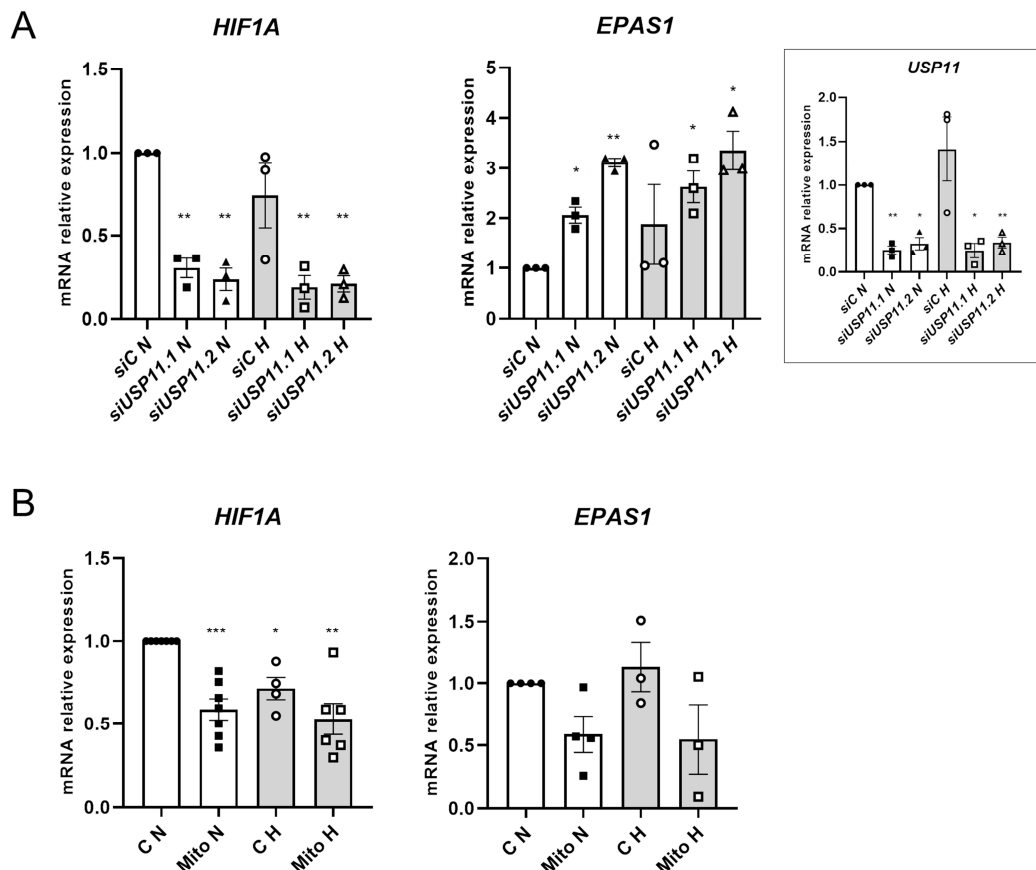 A
HIF1A
mRNA relative expression
1.5
1.0
0.5
0.0
**
**
**
**
siC N
siUSP11.1 N
siUSP11.2 N
siC H
siUSP11.1 H
siUSP11.2 H
EPAS1
mRNA relative expression
5
4
3
2
1
0
*
**
*
*
siC N
siUSP11.1 N
siUSP11.2 N
siC H
siUSP11.1 H
siUSP11.2 H
USP11
mRNA relative expression
2.0
1.5
1.0
0.5
0.0
**
*
*
**
siC N
siUSP11.1 N
siUSP11.2 N
siC H
siUSP11.1 H
siUSP11.2 H
B
HIF1A
mRNA relative expression
1.5
1.0
0.5
0.0
***
*
**
C N
Mito N
C H
Mito H
EPAS1
mRNA relative expression
2.0
1.5
1.0
0.5
0.0
C N
Mito N
C H
Mito H